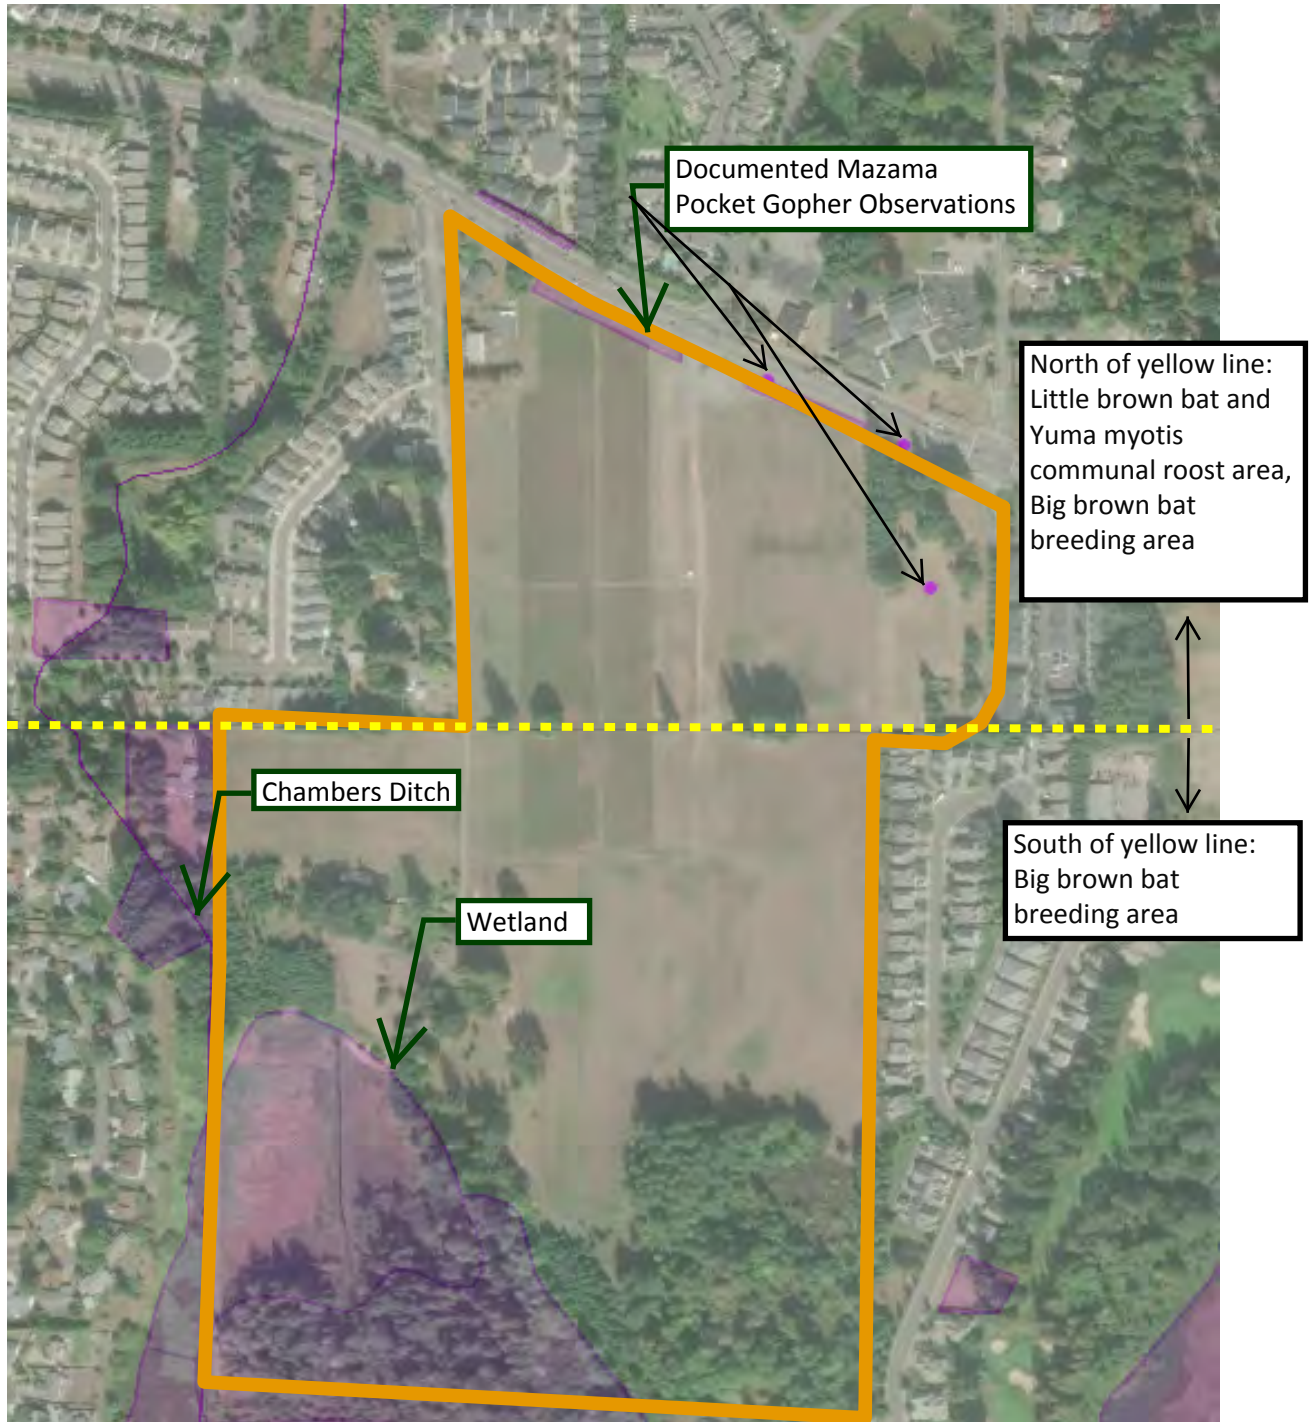 Documented Mazama
Pocket Gopher Observations
North of yellow line:
Little brown bat and
Yuma myotis
communal roost area,
Big brown bat
breeding area
Chambers Ditch
South of yellow line:
Big brown bat
breeding area
Wetland